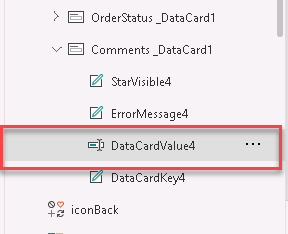 OrderStatus _DataCard1
Comments _DataCard1
StarVisible4
ErrorMessage4
DataCardValue4 ...
DataCardKey4
iconBack